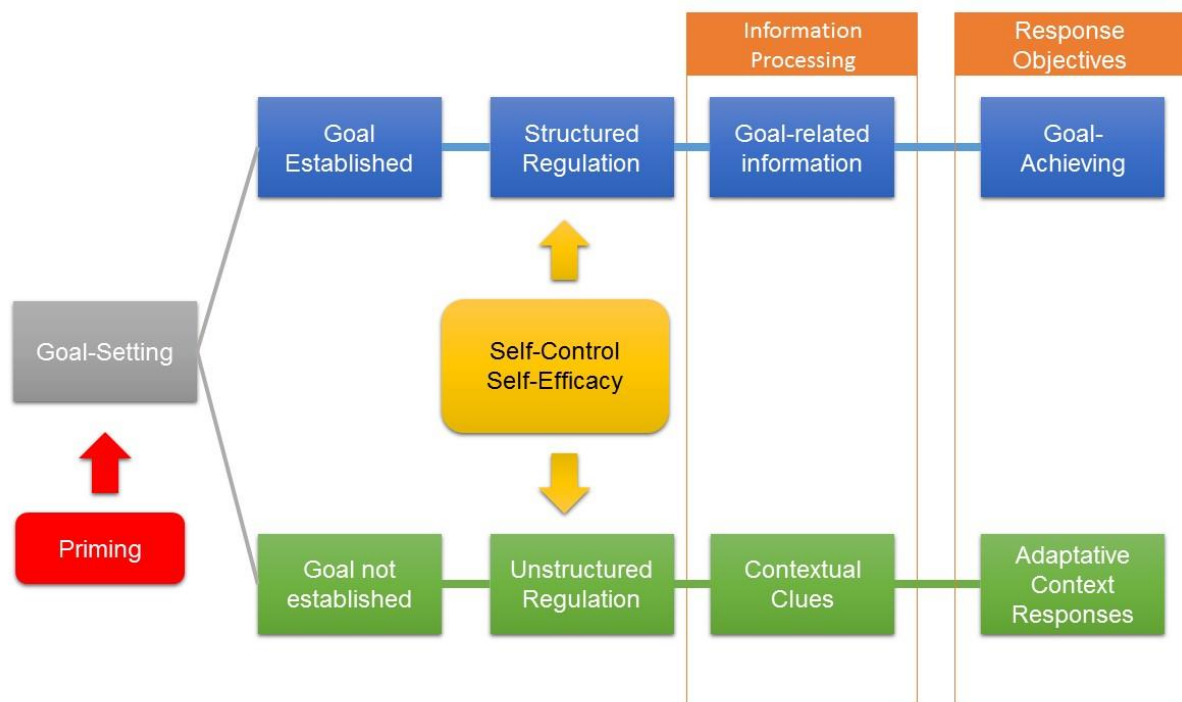 Information
Processing
Response
Objectives
Goal
Established
Structured
Regulation
Goal-related
information
Goal-
Achieving
Goal-Setting
Self-Control
Self-Efficacy
Priming
Goal not
established
Unstructured
Regulation
Contextual
Clues
Adaptative
Context
Responses